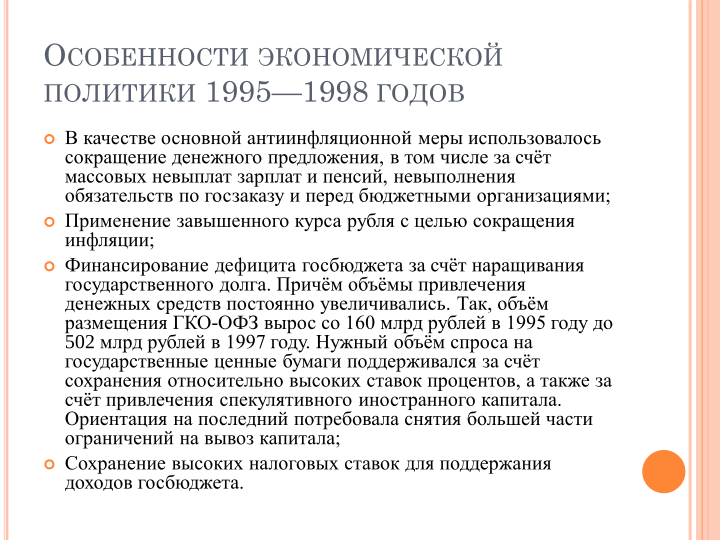 Особенности экономической
политики 1995—1998 годов
В качестве основной антиинфляционной меры использовалось
сокращение денежного предложения, в том числе за счёт
массовых невыплат зарплат и пенсий, невыполнения
обязательств по госзаказу и перед бюджетными организациями;
Применение завышенного курса рубля с целью сокращения
инфляции;
Финансирование дефицита госбюджета за счёт наращивания
государственного долга. Причём объёмы привлечения
денежных средств постоянно увеличивались. Так, объём
размещения ГКО-ОФЗ вырос со 160 млрд рублей в 1995 году до
502 млрд рублей в 1997 году. Нужный объём спроса на
государственные ценные бумаги поддерживался за счёт
сохранения относительно высоких ставок процентов, а также за
счёт привлечения спекулятивного иностранного капитала.
Ориентация на последний потребовала снятия большей части
ограничений на вывоз капитала;
Сохранение высоких налоговых ставок для поддержания
доходов госбюджета.